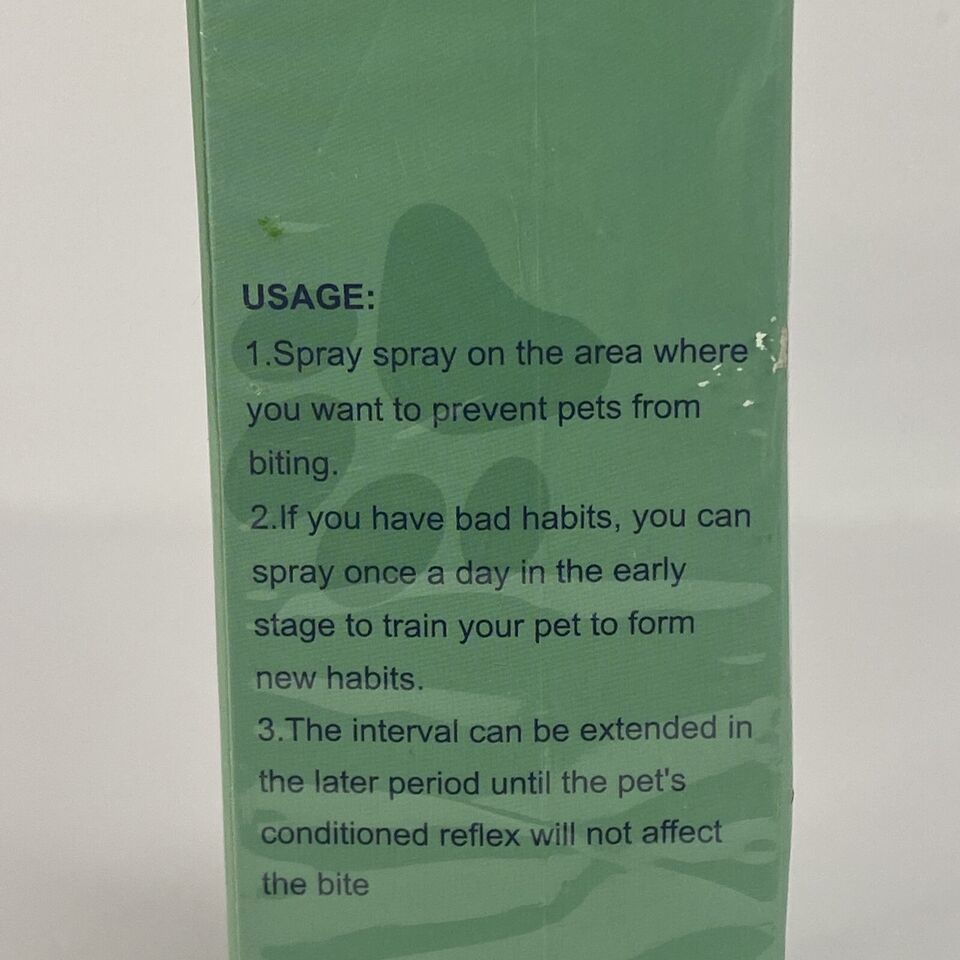 USAGE:
1.Spray spray on the area where
you want to prevent pets from
biting.
2.If you have bad habits, you can
spray once a day in the early
stage to train your pet to form
new habits.
3.The interval can be extended in
the later period until the pet's
conditioned reflex will not affect
the bite